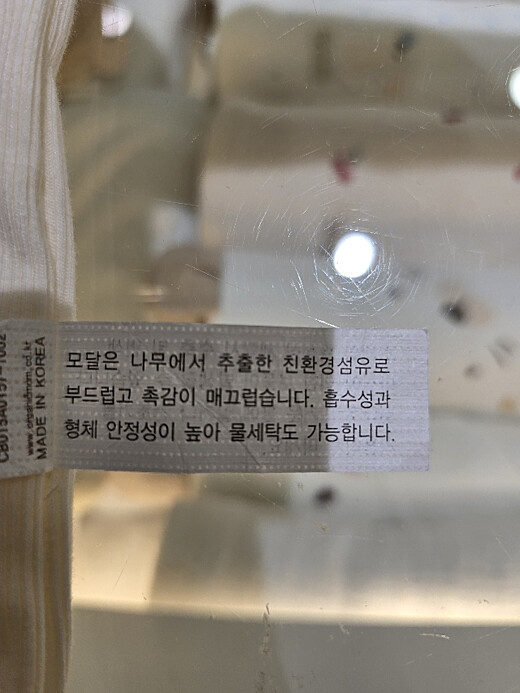 모달은 나무에서 추출한 친환경섬유로
부드럽고 촉감이 매끄럽습니다. 흡수성과
형체 안정성이 높아 물세탁도 가능합니다.
MADE IN KOREA